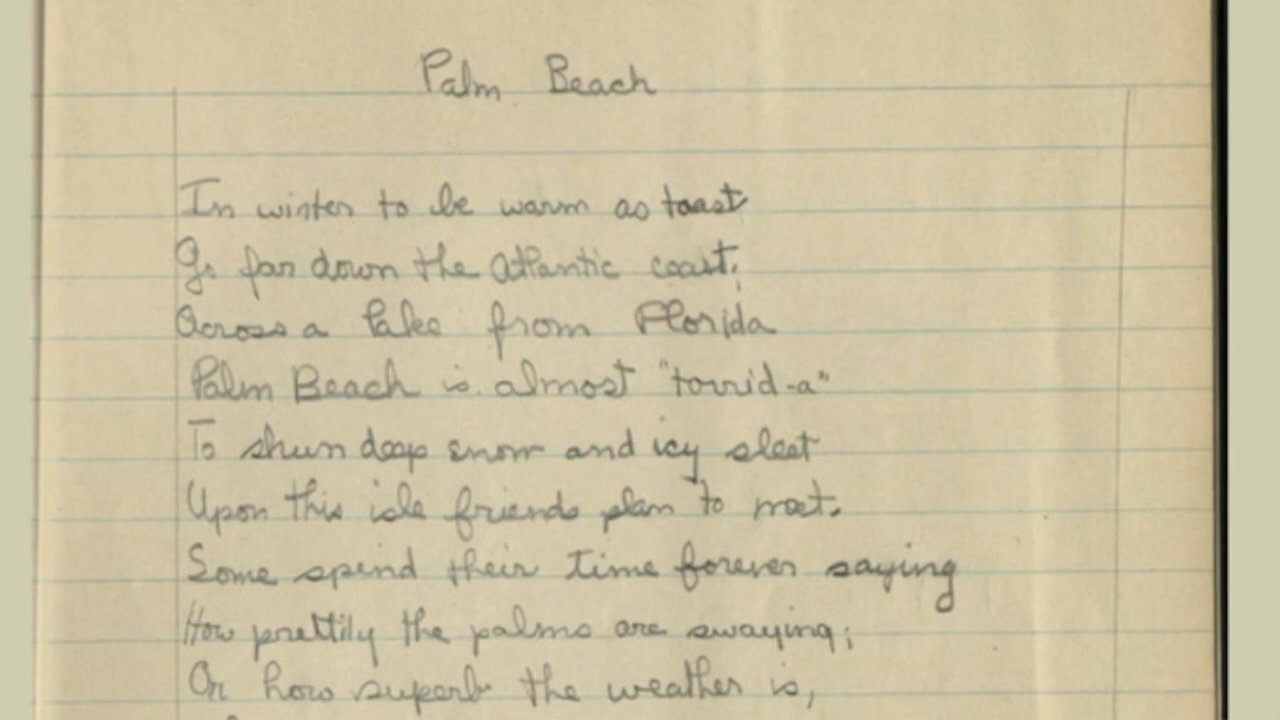 Palm Beach
In winter to be warm as toast
Go far down the Atlantic coast.
Across a lake from Florida
Palm Beach is almost "torrid-a"
To shun deep snow and icy sleet
Upon this isle friends plan to meet.
Some spend their time forever saying
How prettily the palms are swaying;
Or how superb the weather is,